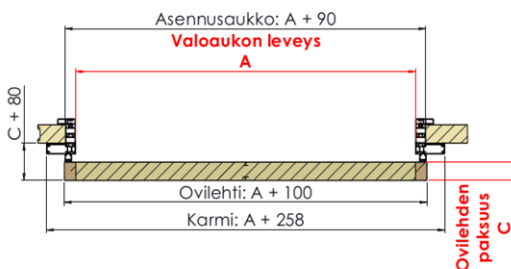 Asennusaukko: A + 90
Valoaukon leveys
A
C + 80
Ovilehti: A + 100
Karmi: A + 258
Ovilehden
paksuus
C